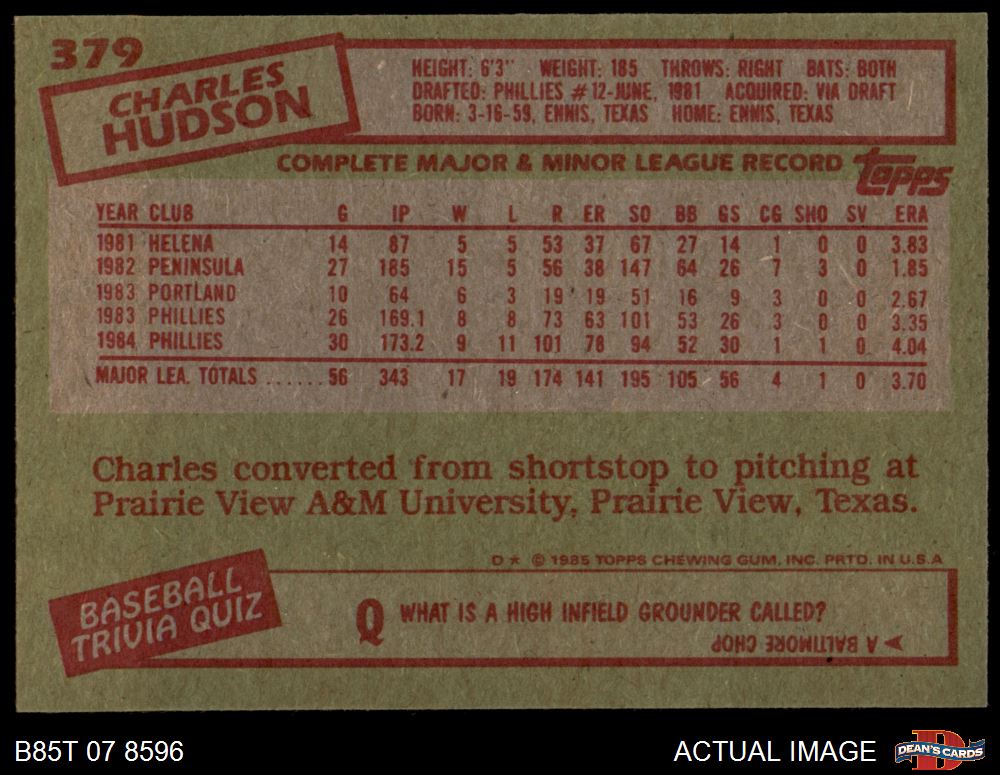 379
CHARLES
HUDSON
HEIGHT: 6'3" WEIGHT: 185 THROWS: RIGHT BATS: BOTH
DRAFTED: PHILLIES #12-JUNE, 1981 ACQUIRED: VIA DRAFT
BORN: 3-16-59, ENNIS, TEXAS HOME: ENNIS, TEXAS
COMPLETE MAJOR & MINOR LEAGUE RECORD topps
YEAR CLUB G IP W L R ER SO BB GS CG SHO SV ERA
1981 HELENA 14 87 5 5 53 37 67 27 14 1 0 0 3.83
1982 PENINSULA 27 185 15 5 56 38 147 64 26 7 3 0 1.85
1983 PORTLAND 10 64 6 3 19 19 51 16 9 3 0 0 2.67
1983 PHILLIES 26 169.1 8 8 73 63 101 53 26 3 0 0 3.35
1984 PHILLIES 30 173.2 9 11 101 78 94 52 30 1 1 0 4.04
MAJOR LEA. TOTALS ...... 56 343 17 19 174 141 195 105 56 4 1 0 3.70
Charles converted from shortstop to pitching at
Prairie View A&M University, Prairie View, Texas.
D * © 1985 TOPPS CHEWING GUM, INC. PRTD. IN U.S.A
BASEBALL
TRIVIA QUIZ
Q WHAT IS A HIGH INFIELD GROUNDER CALLED?
A BALTIMORE CHOP
B85T 07 8596
ACTUAL IMAGE
D
DEAN'S CARDS